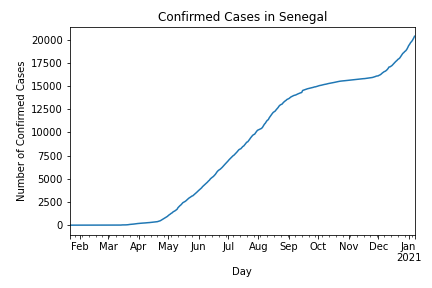 Confirmed Cases in Senegal
Number of Confirmed Cases
20000
17500
15000
12500
10000
7500
5000
2500
0
Feb Mar Apr May Jun Jul Aug Sep Oct Nov Dec Jan
2021
Day